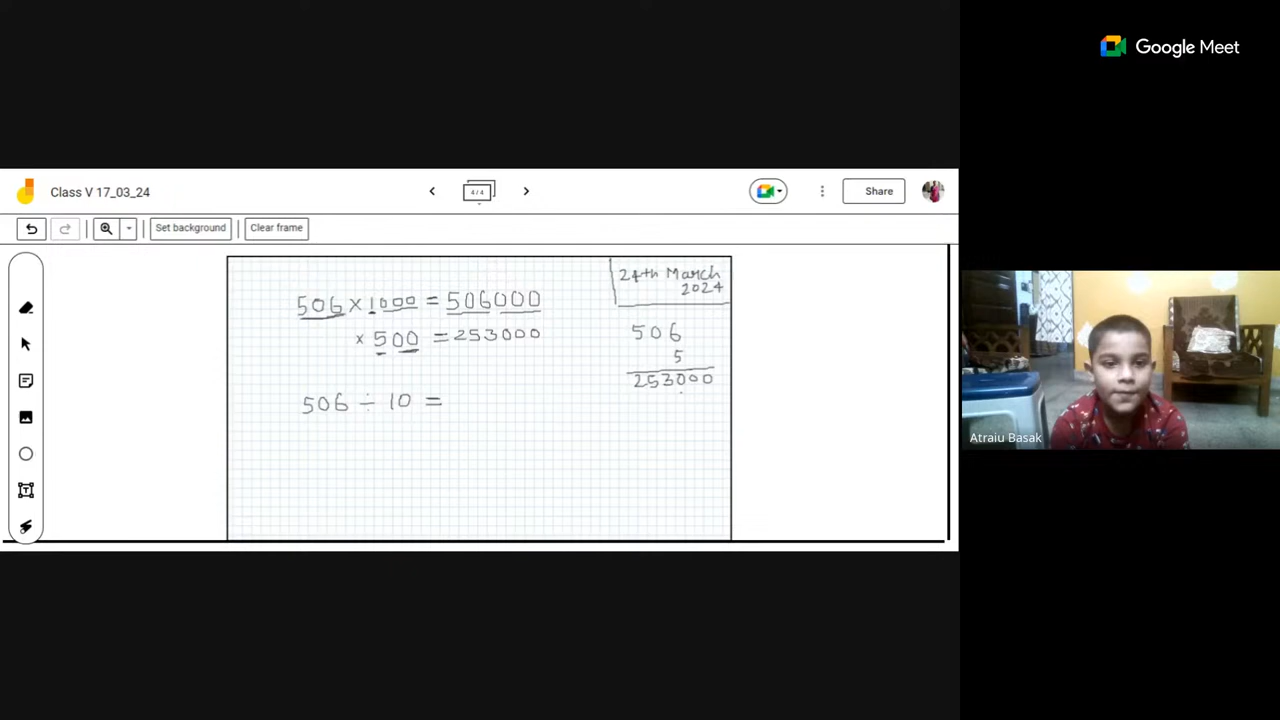 Google Meet
Class V 17_03_24
4/4
Share
Set background
Clear frame
24th March
2024
506 × 1000 = 506000
× 500 = 253000
506 ÷ 10 =
506
5
253000
Atraiu Basak